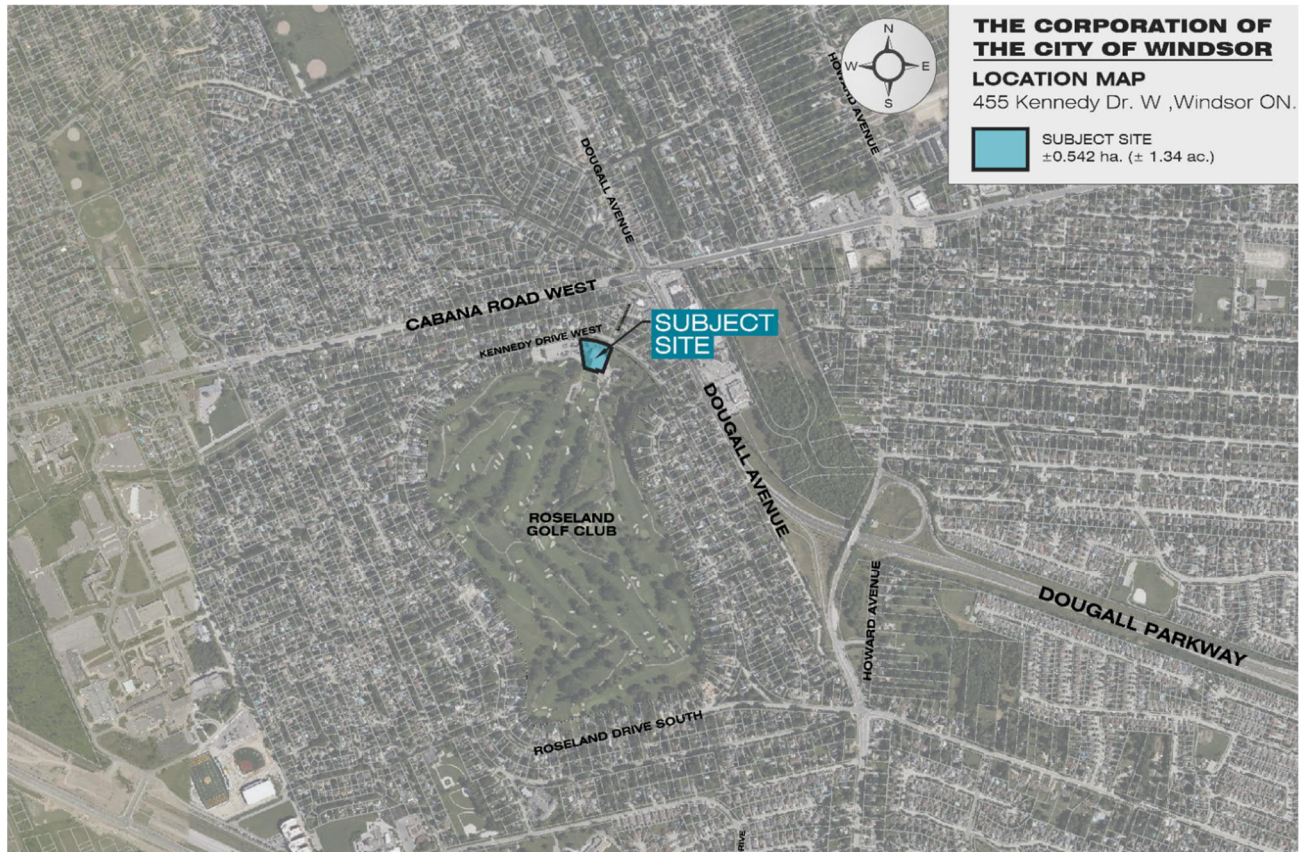 THE CORPORATION OF
THE CITY OF WINDSOR
LOCATION MAP
455 Kennedy Dr. W ,Windsor ON.
SUBJECT SITE
±0.542 ha. (± 1.34 ac.)
N
W
E
S
HOWARD AVENUE
DOUGALL AVENUE
CABANA ROAD WEST
KENNEDY DRIVE WEST
SUBJECT
SITE
DOUGALL AVENUE
ROSELAND
GOLF CLUB
HOWARD AVENUE
DOUGALL PARKWAY
ROSELAND DRIVE SOUTH
RIVE